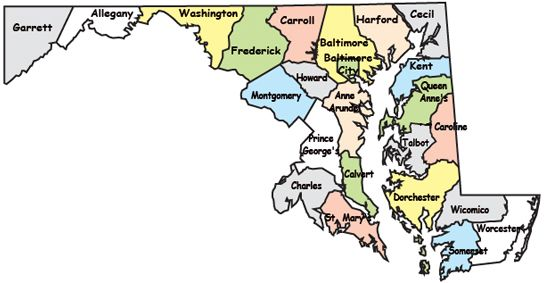 Garrett
Allegany
Washington
Frederick
Carroll
Baltimore
Baltimore
City
Harford
Cecil
Howard
Montgomery
Anne
Arundel
Kent
Queen
Anne's
Caroline
Talbot
Prince
George's
Calvert
Charles
St. Mary's
Dorchester
Wicomico
Worcester
Somerset